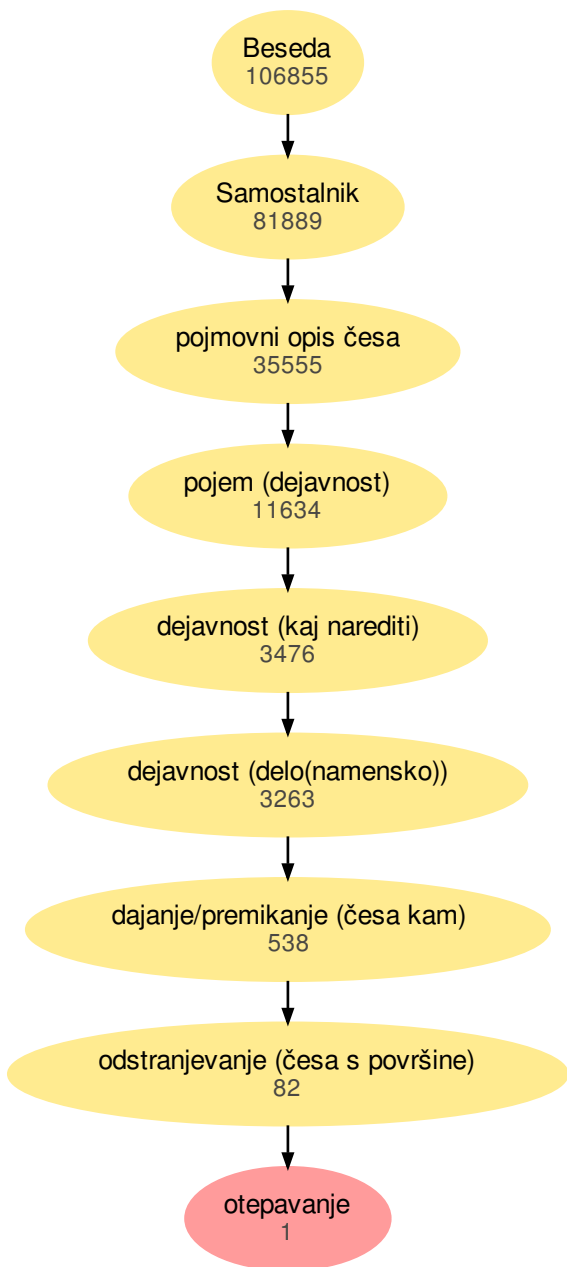 Beseda
106855
Samostalnik
81889
pojmovni opis česa
35555
pojem (dejavnost)
11634
dejavnost (kaj narediti)
3476
dejavnost (delo(namensko))
3263
dajanje/premikanje (česa kam)
538
odstranjevanje (česa s površine)
82
otepavanje
1